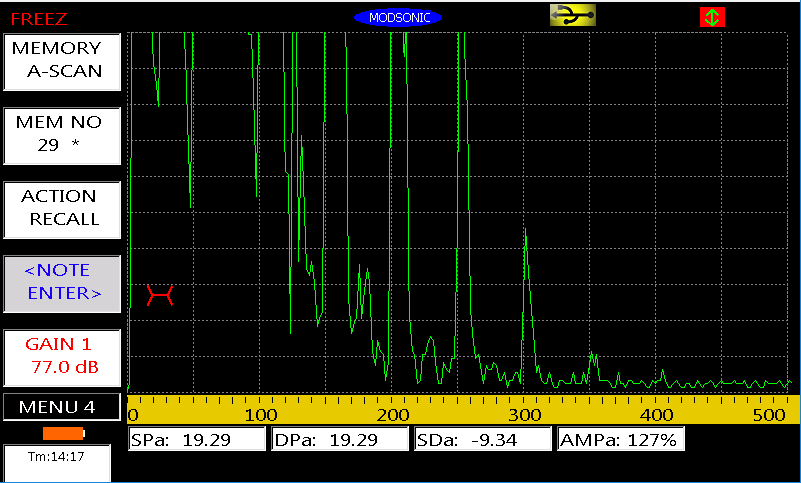 FREEZ
MODSONIC
MEMORY
A-SCAN
MEM NO
29 *
ACTION
RECALL
<NOTE
ENTER>
GAIN 1
77.0 dB
MENU 4
0 100 200 300 400 500
SPa: 19.29 DPa: 19.29 SDa: -9.34 AMPa: 127%
Tm:14:17